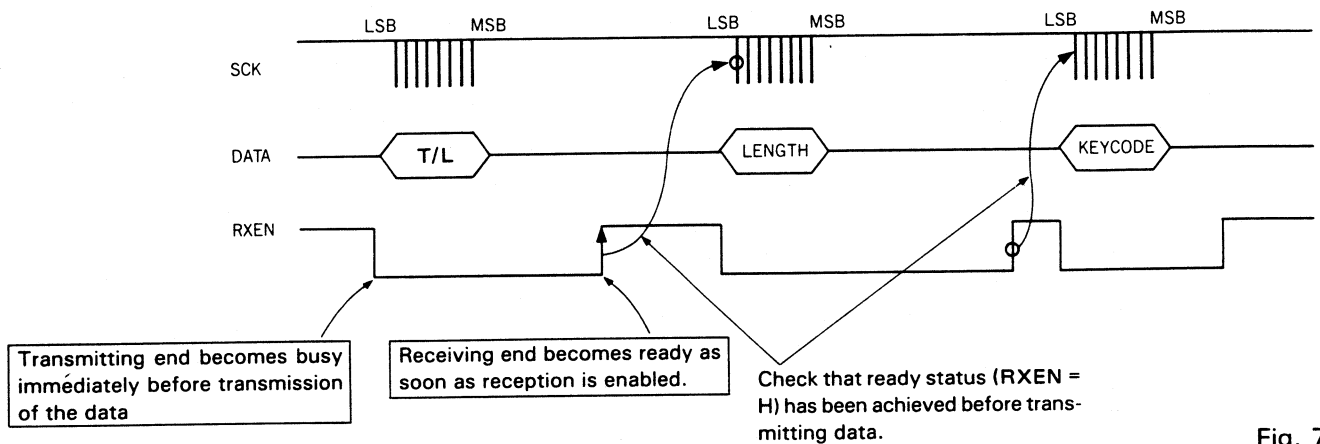 LSB MSB LSB MSB LSB MSB
SCK
DATA T/L LENGTH KEYCODE
RXEN
Transmitting end becomes busy
immediately before transmission
of the data
Receiving end becomes ready as
soon as reception is enabled.
Check that ready status (RXEN =
H) has been achieved before trans-
mitting data.
Fig. 7